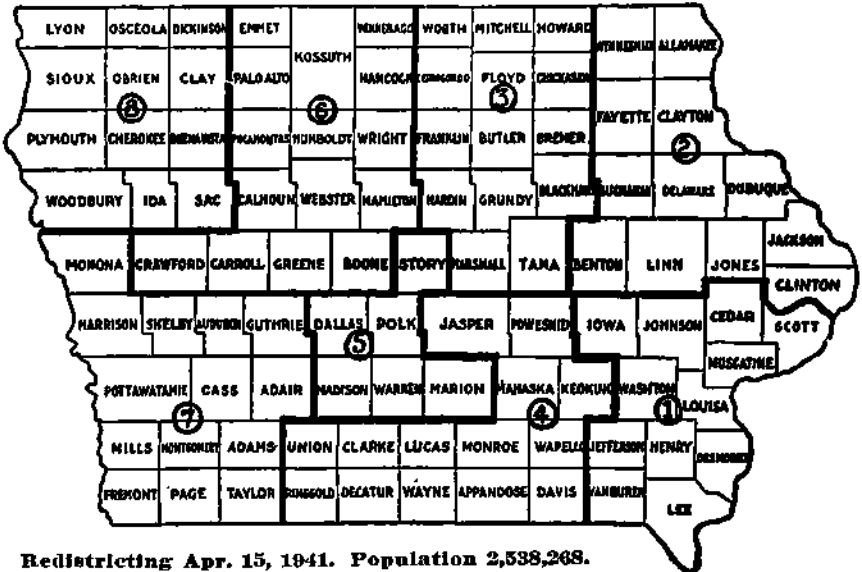 LYON OSCEOLA DICKINSON EMMET WINNEBAGO WORTH MITCHELL HOWARD
WINNESHIEK ALLAMAKEE
KOSSUTH
SIOUX OBRIEN CLAY PALO ALTO HANCOCK CERROGORDO FLOYD CHICKASAW
8 6 3
FAYETTE CLAYTON
PLYMOUTH CHEROKEE BUENAVISTA POCAHONTAS HUMBOLDT WRIGHT FRANKLIN BUTLER BREMER
2
WOODBURY IDA SAC CALHOUN WEBSTER HAMILTON HARDIN GRUNDY BLACKHAWK BUCHANAN DELAWARE DUBUQUE
JACKSON
MONONA CRAWFORD CARROLL GREENE BOONE STORY MARSHALL TAMA BENTON LINN JONES
CLINTON
CEDAR
HARRISON SHELBY AUDUBON GUTHRIE DALLAS POLK JASPER POWESHIEK IOWA JOHNSON SCOTT
5
MUSCATINE
POTTAWATAMIE CASS ADAIR MADISON WARREN MARION MAHASKA KEOKUK WASHTON
7 4 1
LOUISA
MILLS MONTGOMERY ADAMS UNION CLARKE LUCAS MONROE WAPELLO JEFFERSON HENRY
DESMOINES
FREMONT PAGE TAYLOR RINGGOLD DECATUR WAYNE APPANOOSE DAVIS VANBUREN
LEE
Redistricting Apr. 15, 1941. Population 2,538,268.